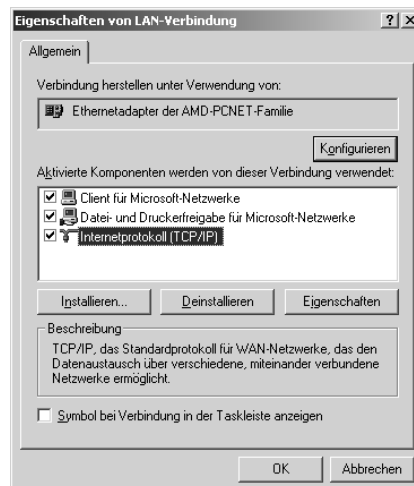 Eigenschaften von LAN-Verbindung
Allgemein
Verbindung herstellen unter Verwendung von:
Ethernetadapter der AMD-PCNET-Familie
Konfigurieren
Aktivierte Komponenten werden von dieser Verbindung verwendet:
Client für Microsoft-Netzwerke
Datei- und Druckerfreigabe für Microsoft-Netzwerke
Internetprotokoll (TCP/IP)
Installieren...
Deinstallieren
Eigenschaften
Beschreibung
TCP/IP, das Standardprotokoll für WAN-Netzwerke, das den
Datenaustausch über verschiedene, miteinander verbundene
Netzwerke ermöglicht.
Symbol bei Verbindung in der Taskleiste anzeigen
OK
Abbrechen